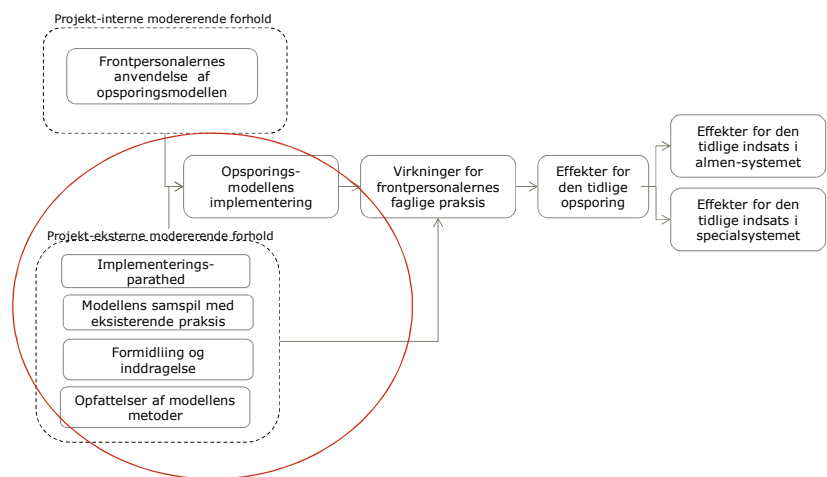 Projekt-interne modererende forhold
Frontpersonalernes
anvendelse af
opsporingsmodellen
Opsporings-
modellens
implementering
Virkninger for
frontpersonalernes
faglige praksis
Effekter for
den tidlige
opsporing
Effekter for den
tidlige indsats i
almen-systemet
Effekter for den
tidlige indsats i
specialsystemet
Projekt-eksterne modererende forhold
Implementerings-
parathed
Modellens samspil med
eksisterende praksis
Formidliing og
inddragelse
Opfattelser af modellens
metoder